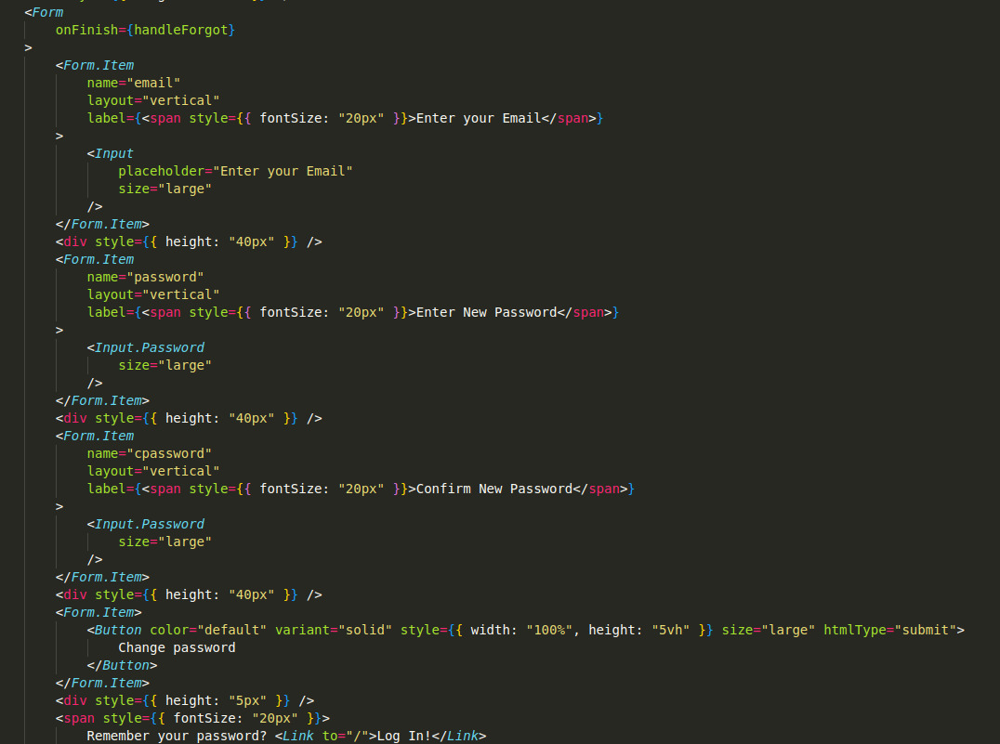 <Form
onFinish={handleForgot}
>
<Form.Item
name="email"
layout="vertical"
label={<span style={{ fontSize: "20px" }}>Enter your Email</span>}
>
<Input
placeholder="Enter your Email"
size="large"
/>
</Form.Item>
<div style={{ height: "40px" }} />
<Form.Item
name="password"
layout="vertical"
label={<span style={{ fontSize: "20px" }}>Enter New Password</span>}
>
<Input.Password
size="large"
/>
</Form.Item>
<div style={{ height: "40px" }} />
<Form.Item
name="cpassword"
layout="vertical"
label={<span style={{ fontSize: "20px" }}>Confirm New Password</span>}
>
<Input.Password
size="large"
/>
</Form.Item>
<div style={{ height: "40px" }} />
<Form.Item>
<Button color="default" variant="solid" style={{ width: "100%", height: "5vh" }} size="large" htmlType="submit">
Change password
</Button>
</Form.Item>
<div style={{ height: "5px" }} />
<span style={{ fontSize: "20px" }}>
Remember your password? <Link to="/">Log In!</Link>